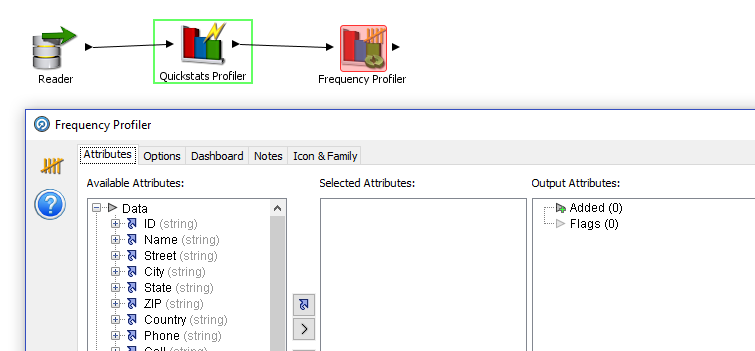 Reader
Quickstats Profiler
Frequency Profiler
Frequency Profiler
Attributes Options Dashboard Notes Icon & Family
Available Attributes: Selected Attributes: Output Attributes:
Data
ID (string)
Name (string)
Street (string)
City (string)
State (string)
ZIP (string)
Country (string)
Phone (string)
Cell (string)
Added (0)
Flags (0)